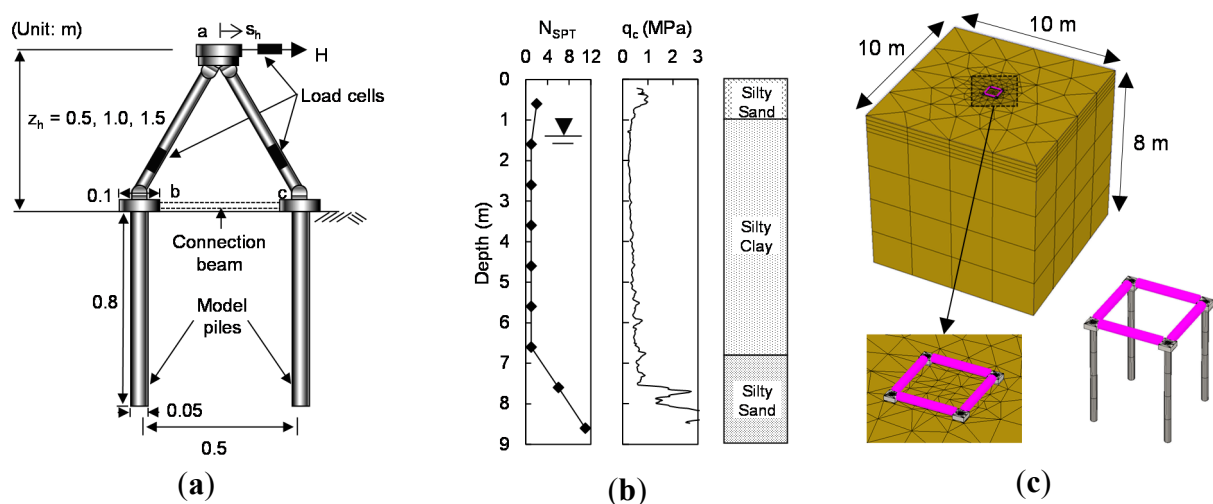 (Unit: m)
a
s_h
H
Load cells
z_h = 0.5, 1.0, 1.5
0.1
b
c
Connection
beam
0.8
Model
piles
0.05
0.5
(a)
N_SPT
q_c (MPa)
0 4 8 12
0 1 2 3
Depth (m)
0
1
2
3
4
5
6
7
8
9
Silty
Sand
Silty
Clay
Silty
Sand
(b)
10 m
10 m
8 m
(c)